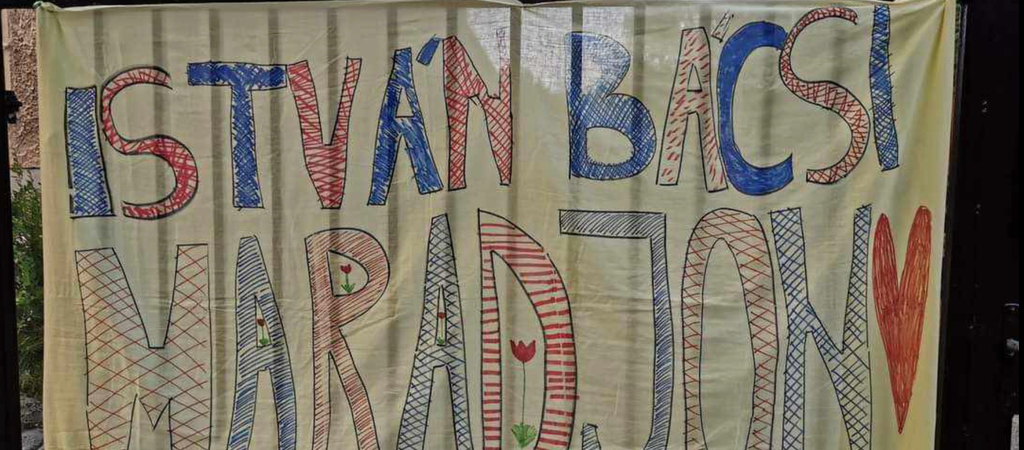 ISTVÁN BÁCSI
MARADJON